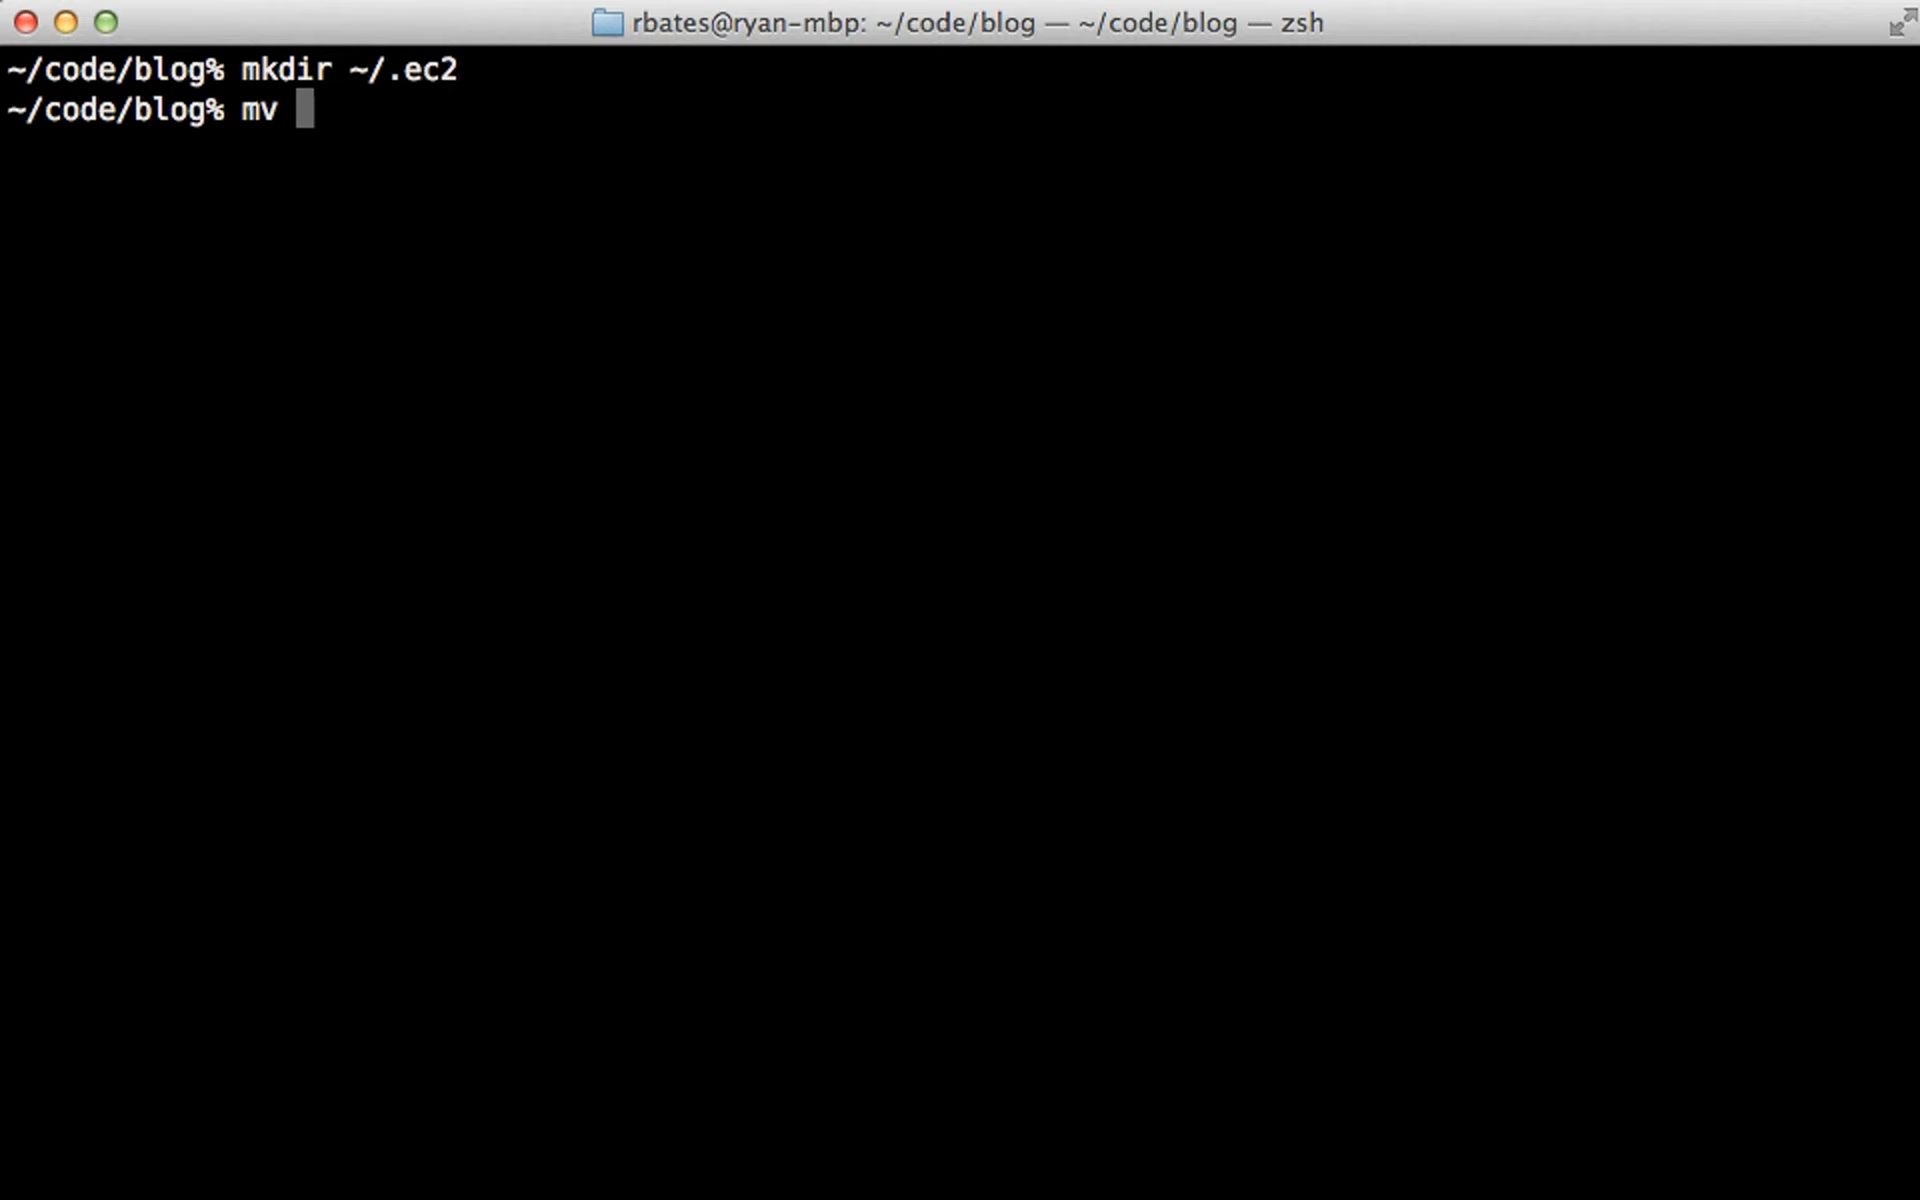 rbates@ryan-mbp: ~/code/blog — ~/code/blog — zsh
~/code/blog% mkdir ~/.ec2
~/code/blog% mv